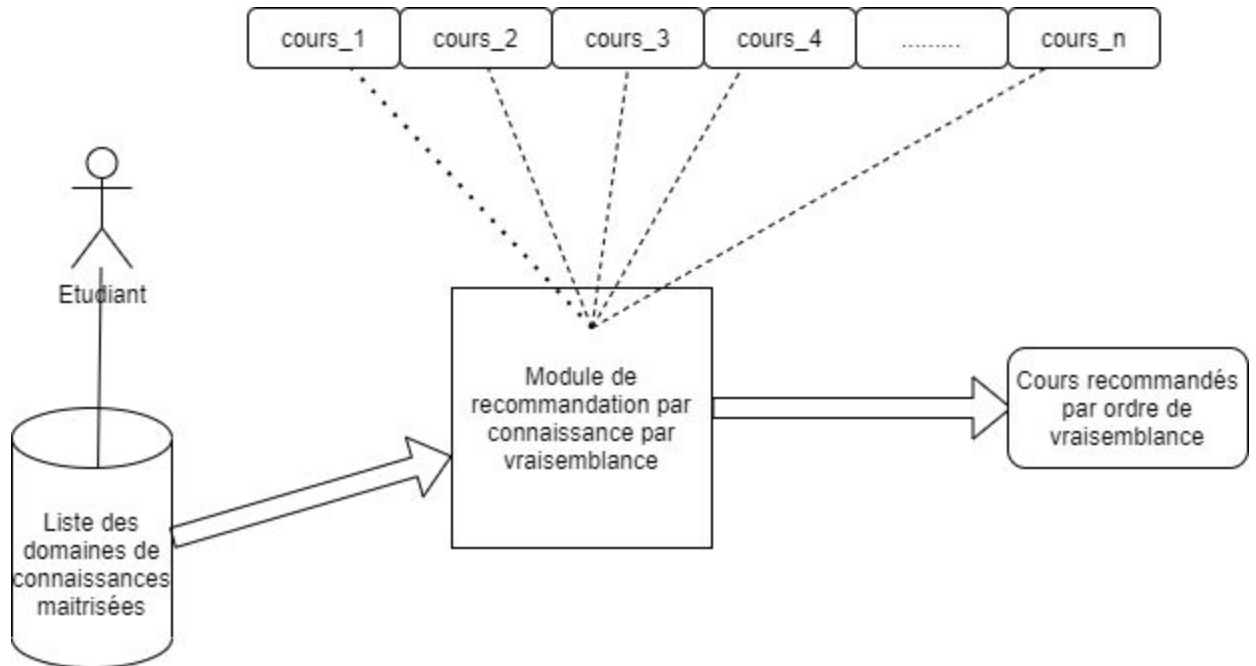 cours_1
cours_2
cours_3
cours_4
.........
cours_n
Etudiant
Module de
recommandation par
connaissance par
vraisemblance
Cours recommandés
par ordre de
vraisemblance
Liste des
domaines de
connaissances
maitrisées